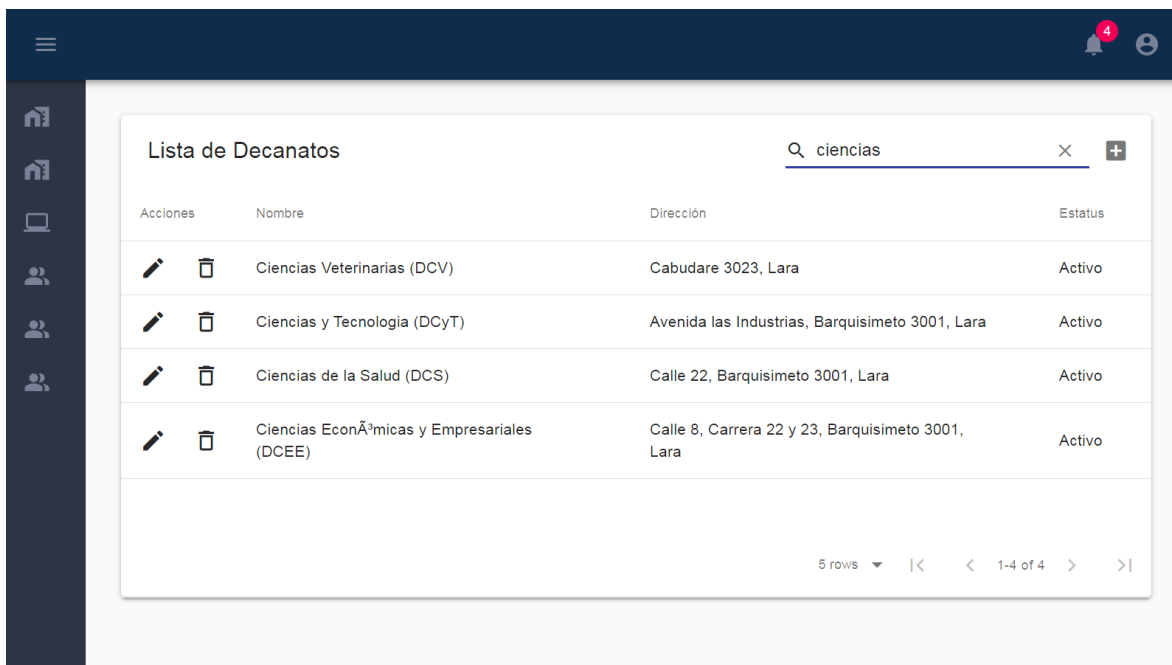 4
Lista de Decanatos
ciencias
Acciones Nombre Dirección Estatus
Ciencias Veterinarias (DCV) Cabudare 3023, Lara Activo
Ciencias y Tecnologia (DCyT) Avenida las Industrias, Barquisimeto 3001, Lara Activo
Ciencias de la Salud (DCS) Calle 22, Barquisimeto 3001, Lara Activo
Ciencias EconÃ³micas y Empresariales
(DCEE)
Calle 8, Carrera 22 y 23, Barquisimeto 3001,
Lara
Activo
5 rows 1-4 of 4